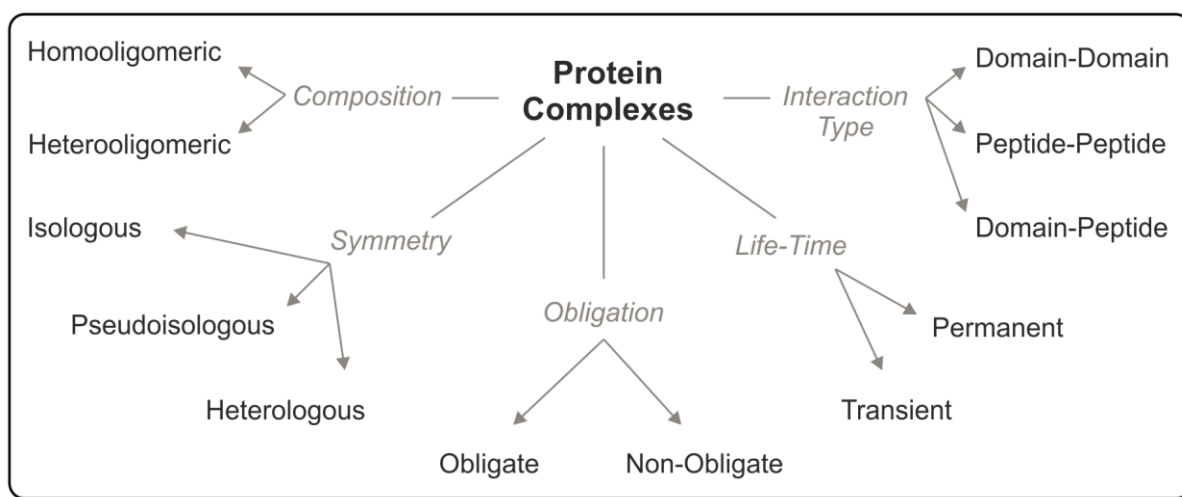 Protein
Complexes
Composition
Homooligomeric
Heterooligomeric
Symmetry
Isologous
Pseudoisologous
Heterologous
Obligation
Obligate
Non-Obligate
Life-Time
Permanent
Transient
Interaction
Type
Domain-Domain
Peptide-Peptide
Domain-Peptide